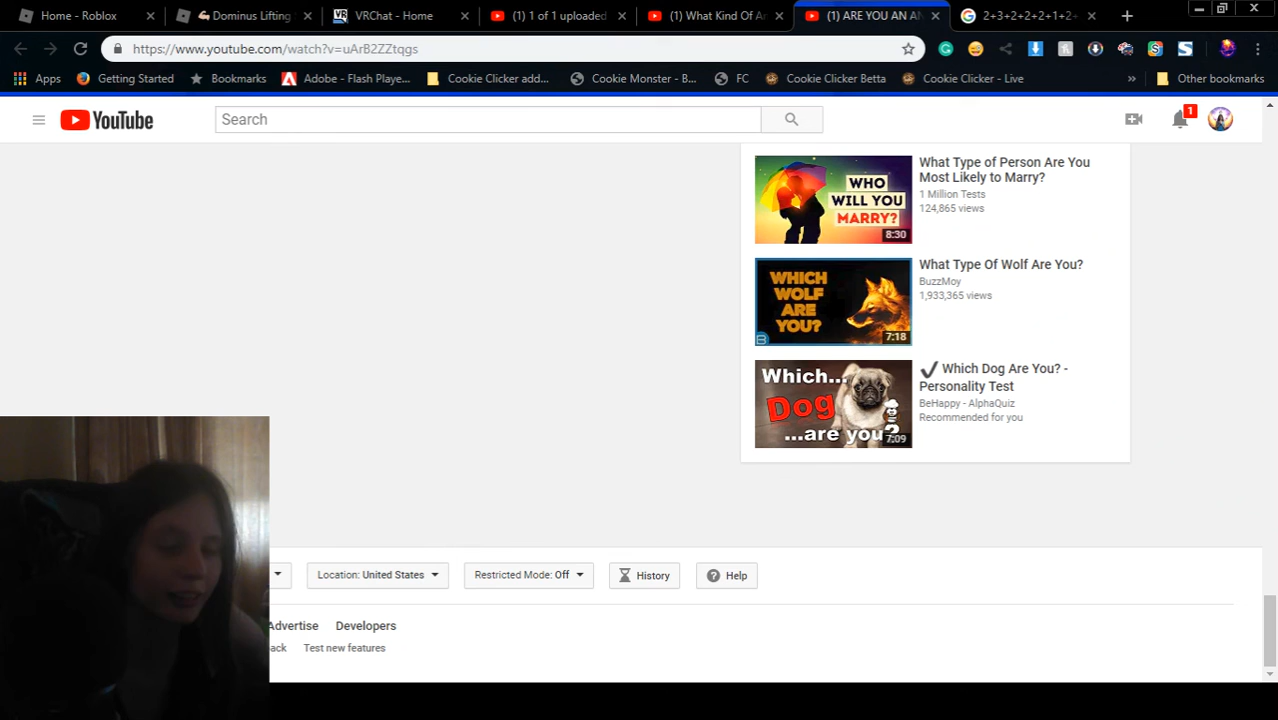 Home - Roblox
Dominus Lifting
VRChat - Home
(1) 1 of 1 uploaded
(1) What Kind Of
(1) ARE YOU AN
2+3+2+2+2+1+2+
https://www.youtube.com/watch?v=uArB2ZZtqgs
Apps
Getting Started
Bookmarks
Adobe - Flash Playe...
Cookie Clicker add...
Cookie Monster - B...
FC
Cookie Clicker Betta
Cookie Clicker - Live
»
Other bookmarks
YouTube
Search
1
WHO
WILL YOU
MARRY?
8:30
What Type of Person Are You
Most Likely to Marry?
1 Million Tests
124,865 views
WHICH
WOLF
ARE
YOU?
7:18
What Type Of Wolf Are You?
BuzzMoy
1,933,365 views
Which...
Dog
...are you?
7:09
Which Dog Are You? -
Personality Test
BeHappy - AlphaQuiz
Recommended for you
Location: United States
Restricted Mode: Off
History
Help
Advertise
Developers
ack
Test new features